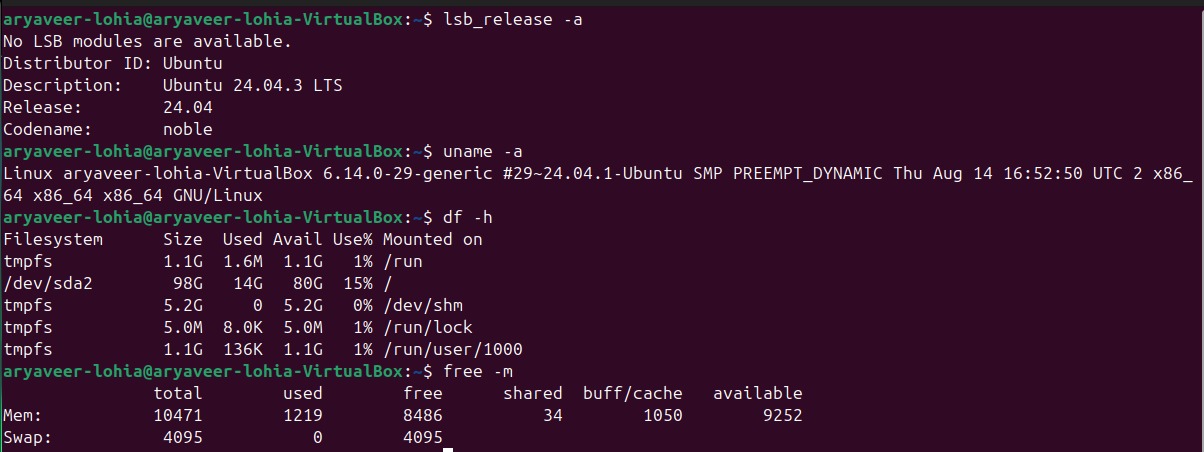 aryaveer-lohia@aryaveer-lohia-VirtualBox:~$ lsb_release -a
No LSB modules are available.
Distributor ID: Ubuntu
Description:    Ubuntu 24.04.3 LTS
Release:        24.04
Codename:       noble
aryaveer-lohia@aryaveer-lohia-VirtualBox:~$ uname -a
Linux aryaveer-lohia-VirtualBox 6.14.0-29-generic #29~24.04.1-Ubuntu SMP PREEMPT_DYNAMIC Thu Aug 14 16:52:50 UTC 2 x86_
64 x86_64 x86_64 GNU/Linux
aryaveer-lohia@aryaveer-lohia-VirtualBox:~$ df -h
Filesystem      Size  Used Avail Use% Mounted on
tmpfs           1.1G  1.6M  1.1G   1% /run
/dev/sda2        98G   14G   80G  15% /
tmpfs           5.2G     0  5.2G   0% /dev/shm
tmpfs           5.0M  8.0K  5.0M   1% /run/lock
tmpfs           1.1G  136K  1.1G   1% /run/user/1000
aryaveer-lohia@aryaveer-lohia-VirtualBox:~$ free -m
               total        used        free      shared  buff/cache   available
Mem:           10471        1219        8486          34        1050        9252
Swap:           4095           0        4095